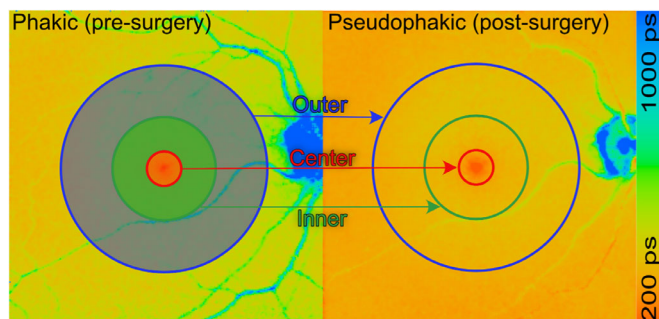 Phakic (pre-surgery)
Pseudophakic (post-surgery)
1000 ps
Outer
Center
Inner
200 ps